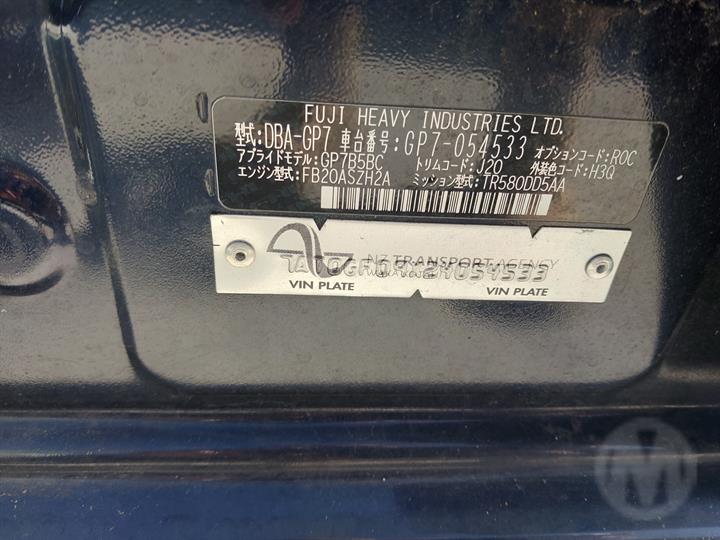 FUJI HEAVY INDUSTRIES LTD.
型式:DBA-GP7 車台番号:GP7-054533 オプションコード:ROC
アプライドモデル:GP7B5BC トリムコード:J20 外装色コード:H3Q
エンジン型式:FB20ASZH2A ミッション型式:TR580DD5AA
NZ TRANSPORT AGENCY
VIN PLATE VIN PLATE
M